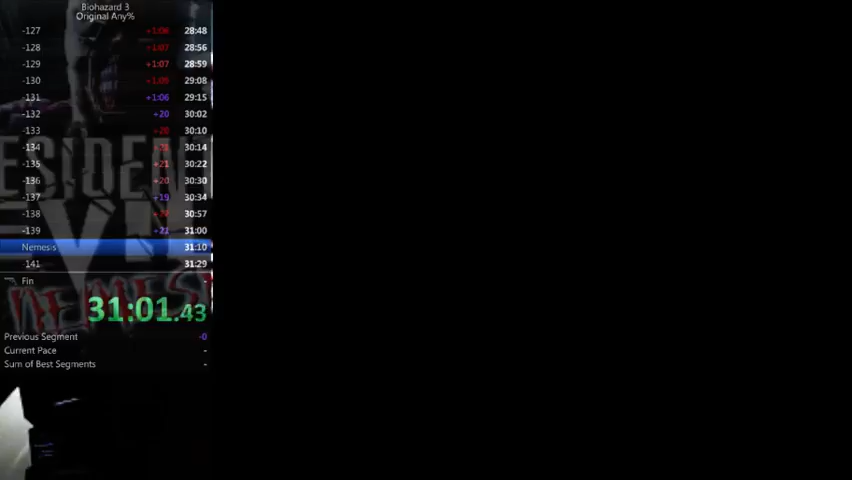 Biohazard 3
Original Any%
-127 +1:06 28:48
-128 +1:07 28:56
-129 +1:07 28:59
-130 +1:05 29:08
-131 +1:06 29:15
-132 +20 30:02
-133 +20 30:10
-134 +21 30:14
-135 +21 30:22
-136 +20 30:30
-137 +19 30:34
-138 30:57
-139 +21 31:00
Nemesis 31:10
-141 31:29
Fin -
31:01.43
Previous Segment -0
Current Pace -
Sum of Best Segments -